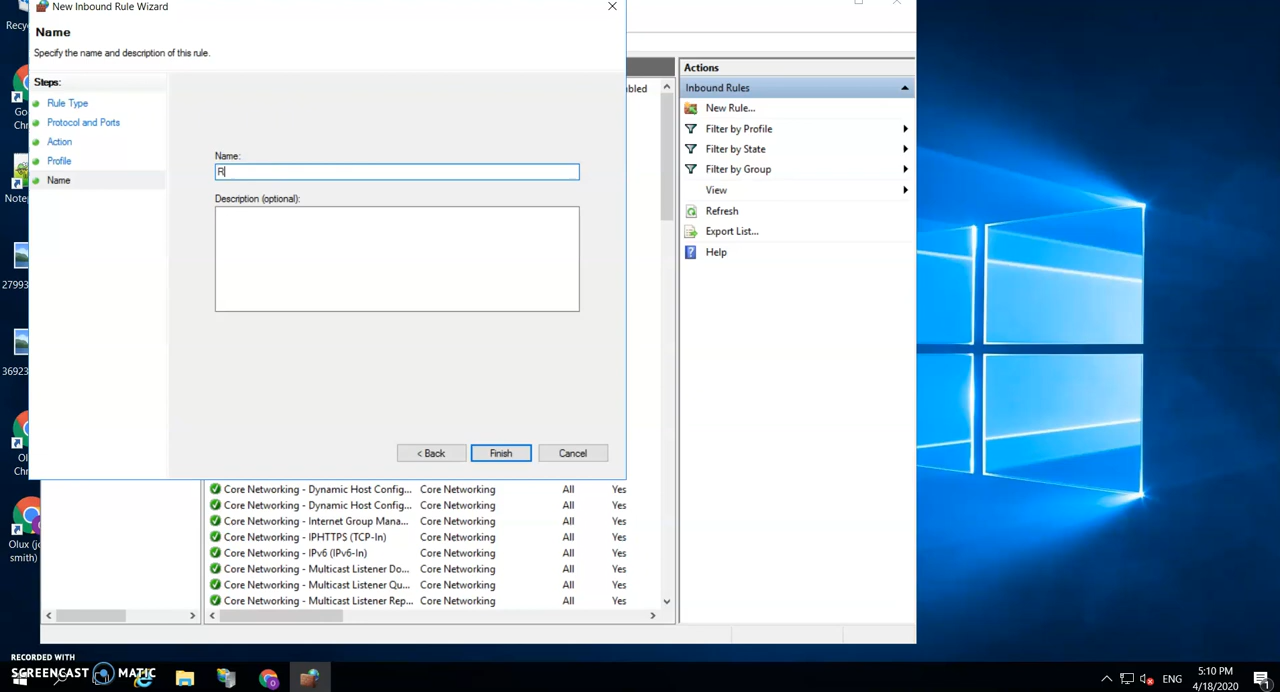 New Inbound Rule Wizard
Name
Specify the name and description of this rule.
Steps:
Rule Type
Protocol and Ports
Action
Profile
Name
Name:
R
Description (optional):
< Back
Finish
Cancel
Actions
Inbound Rules
New Rule...
Filter by Profile
Filter by State
Filter by Group
View
Refresh
Export List...
Help
Core Networking - Dynamic Host Config... Core Networking All Yes
Core Networking - Dynamic Host Config... Core Networking All Yes
Core Networking - Internet Group Mana... Core Networking All Yes
Core Networking - IPHTTPS (TCP-In) Core Networking All Yes
Core Networking - IPv6 (IPv6-In) Core Networking All Yes
Core Networking - Multicast Listener Do... Core Networking All Yes
Core Networking - Multicast Listener Qu... Core Networking All Yes
Core Networking - Multicast Listener Rep... Core Networking All Yes
27993
36923
smith)
RECORDED WITH
SCREENCAST MATIC
ENG
5:10 PM
4/18/2020
1